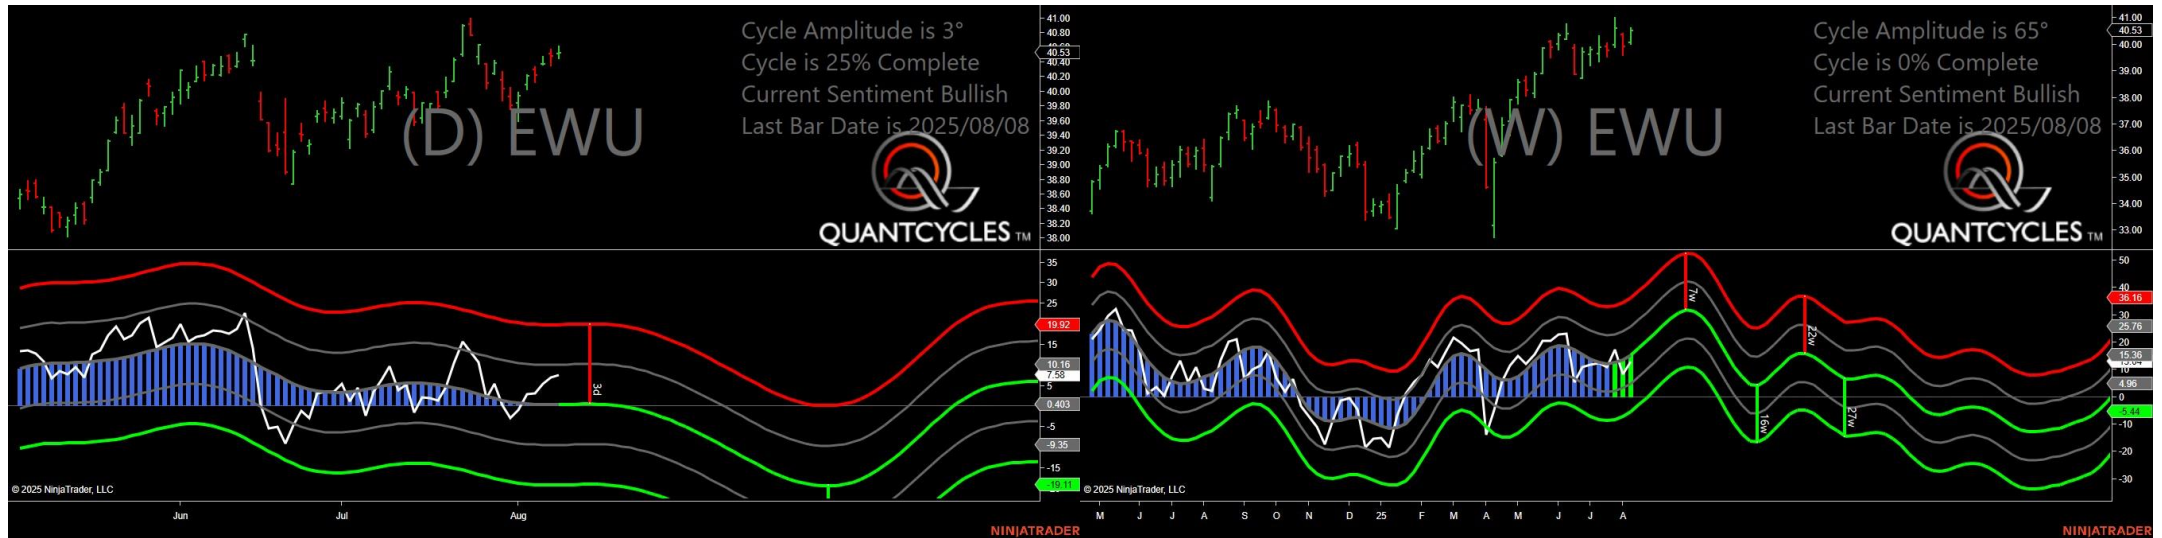 Cycle Amplitude is 3°
Cycle is 25% Complete
Current Sentiment Bullish
Last Bar Date is 2025/08/08
(D) EWU
QUANTCYCLES TM
41.00
40.80
40.53
40.40
40.20
40.00
39.80
39.60
39.40
39.20
39.00
38.80
38.60
38.40
38.20
38.00
35
30
25
19.92
15
10.16
7.58
5
0.403
-5
-9.35
-15
-19.11
3d
© 2025 NinjaTrader, LLC
Jun
Jul
Aug
NINJATRADER
Cycle Amplitude is 65°
Cycle is 0% Complete
Current Sentiment Bullish
Last Bar Date is 2025/08/08
(W) EWU
QUANTCYCLES TM
41.00
40.53
40.00
39.00
38.00
37.00
36.00
35.00
34.00
33.00
50
40
36.16
30
25.76
20
15.36
10
4.96
0
-5.44
-10
-20
-30
7w
22w
16w
27w
© 2025 NinjaTrader, LLC
M J J A S O N D 25 F M A M J J A
NINJATRADER